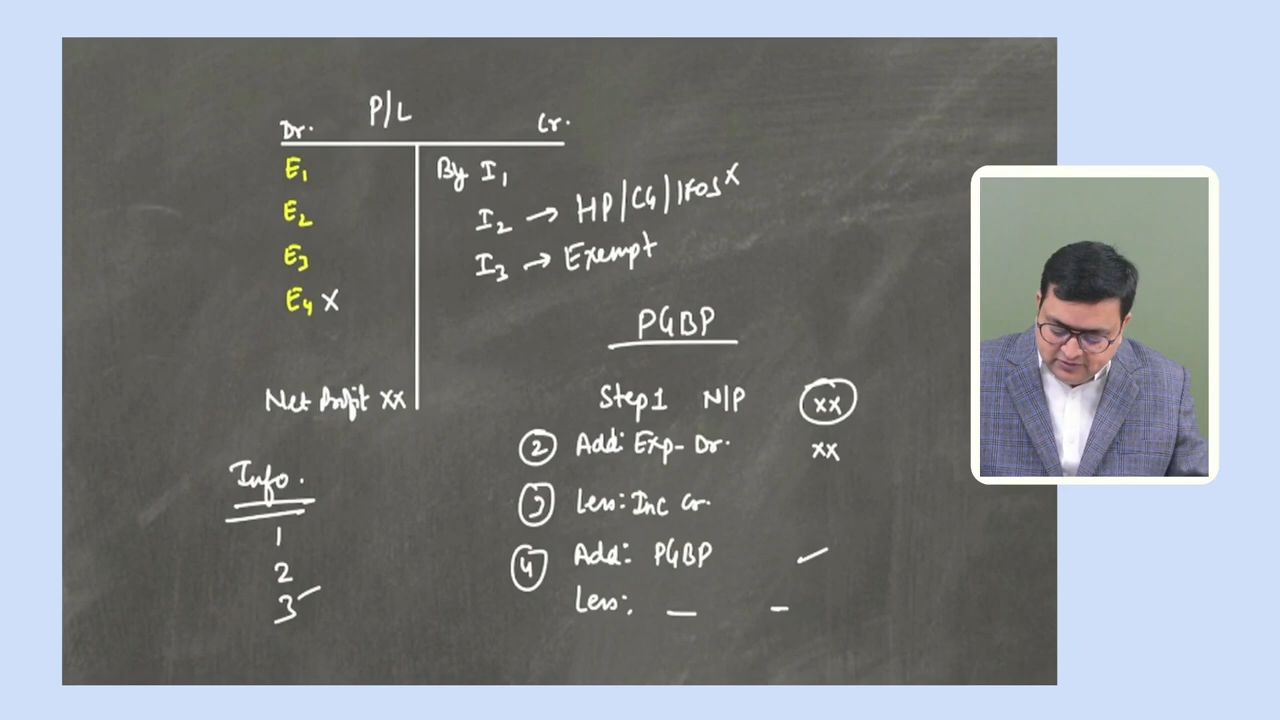 P/L
Dr. Cr.
E1 By I1
E2 I2 → HP/CG/IFOS X
E3 I3 → Exempt
E4 X
PGBP
Net Profit XX
Step 1 N/P XX
2 Add: Exp- Dr. XX
Info.
3 Less: Inc Cr.
1
4 Add: PGBP
2
Less: — -
3